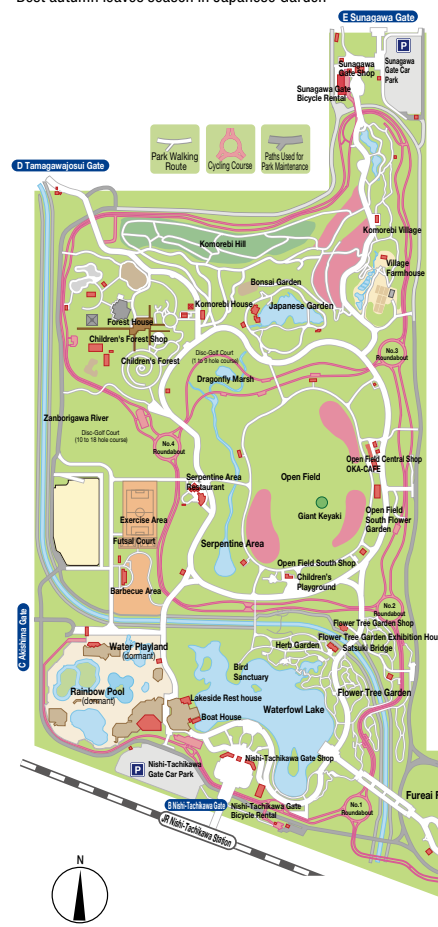 Best autumn leaves season in Japanese Garden
E Sunagawa Gate
P
Sunagawa
Gate Shop
Sunagawa
Gate Car
Park
Sunagawa Gate
Bicycle Rental
Park Walking
Route
Cycling Course
Paths Used for
Park Maintenance
D Tamagawajosui Gate
Komorebi Village
Komorebi Hill
Village
Farmhouse
Bonsai Garden
Komorebi House
Japanese Garden
Forest House
Children's Forest Shop
Children's Forest
Disc-Golf Court
(1 to 9 hole course)
No.3
Roundabout
Dragonfly Marsh
Zanborigawa River
Disc-Golf Court
(10 to 18 hole course)
No.4
Roundabout
Open Field Central Shop
OKA-CAFE
Serpentine Area
Restaurant
Open Field
Giant Keyaki
Open Field
South Flower
Garden
Exercise Area
Futsal Court
Serpentine Area
Open Field South Shop
Children's
Playground
Barbecue Area
No.2
Roundabout
C Akishima Gate
Flower Tree Garden Shop
Flower Tree Garden Exhibition Hou
Satsuki Bridge
Herb Garden
Water Playland
(dormant)
Bird
Sanctuary
Rainbow Pool
(dormant)
Flower Tree Garden
Lakeside Rest house
Waterfowl Lake
Boat House
Nishi-Tachikawa Gate Shop
P
Nishi-Tachikawa
Gate Car Park
B Nishi-Tachikawa Gate
Nishi-Tachikawa Gate
Bicycle Rental
No.1
Roundabout
Fureai
JR Nishi-Tachikawa Station
N